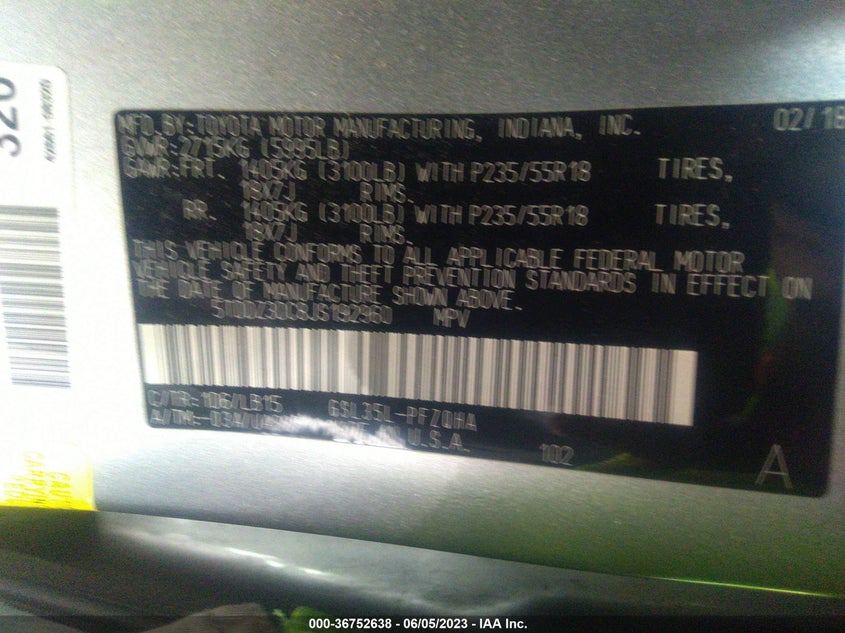 MFD. BY: TOYOTA MOTOR MANUFACTURING, INDIANA, INC. 02/18
GVWR: 2715KG (5995LB)
GAWR: FRT. 1405KG (3100LB) WITH P235/55R18 TIRES,
18X7J RIMS.
RR. 1405KG (3100LB) WITH P235/55R18 TIRES,
18X7J RIMS.
THIS VEHICLE CONFORMS TO ALL APPLICABLE FEDERAL MOTOR
VEHICLE SAFETY AND THEFT PREVENTION STANDARDS IN EFFECT ON
THE DATE OF MANUFACTURE SHOWN ABOVE.
MPV
C/TR: 1D6/LB15 GSL35L-PFZQHA
U.S.A.
102
A
000-36752638 - 06/05/2023 - IAA Inc.